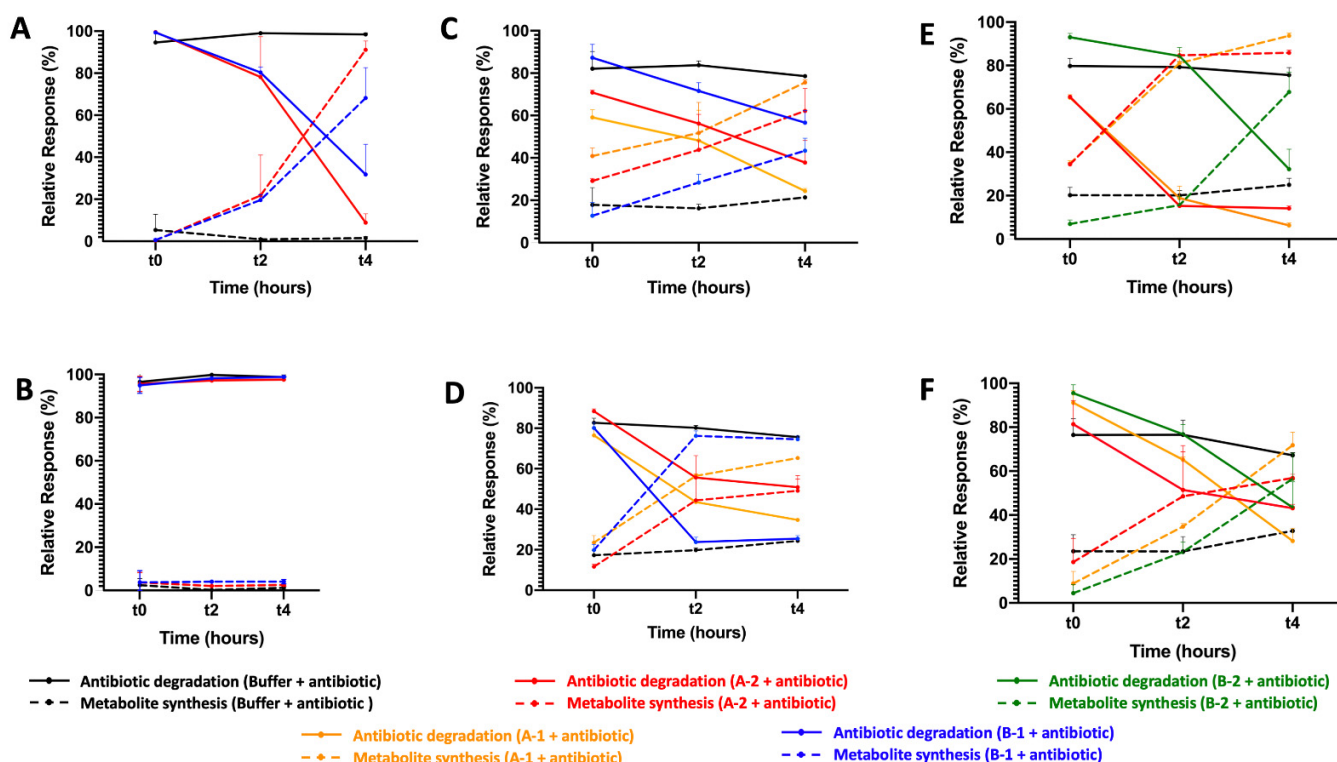 A
Relative Response (%)
100
80
60
40
20
0
t0 t2 t4
Time (hours)
C
Relative Response (%)
100
80
60
40
20
0
t0 t2 t4
Time (hours)
E
Relative Response (%)
100
80
60
40
20
0
t0 t2 t4
Time (hours)
B
Relative Response (%)
100
80
60
40
20
0
t0 t2 t4
Time (hours)
D
Relative Response (%)
100
80
60
40
20
0
t0 t2 t4
Time (hours)
F
Relative Response (%)
100
80
60
40
20
0
t0 t2 t4
Time (hours)
Antibiotic degradation (Buffer + antibiotic)
Metabolite synthesis (Buffer + antibiotic )
Antibiotic degradation (A-2 + antibiotic)
Metabolite synthesis (A-2 + antibiotic)
Antibiotic degradation (B-2 + antibiotic)
Metabolite synthesis (B-2 + antibiotic)
Antibiotic degradation (A-1 + antibiotic)
Metabolite synthesis (A-1 + antibiotic)
Antibiotic degradation (B-1 + antibiotic)
Metabolite synthesis (B-1 + antibiotic)